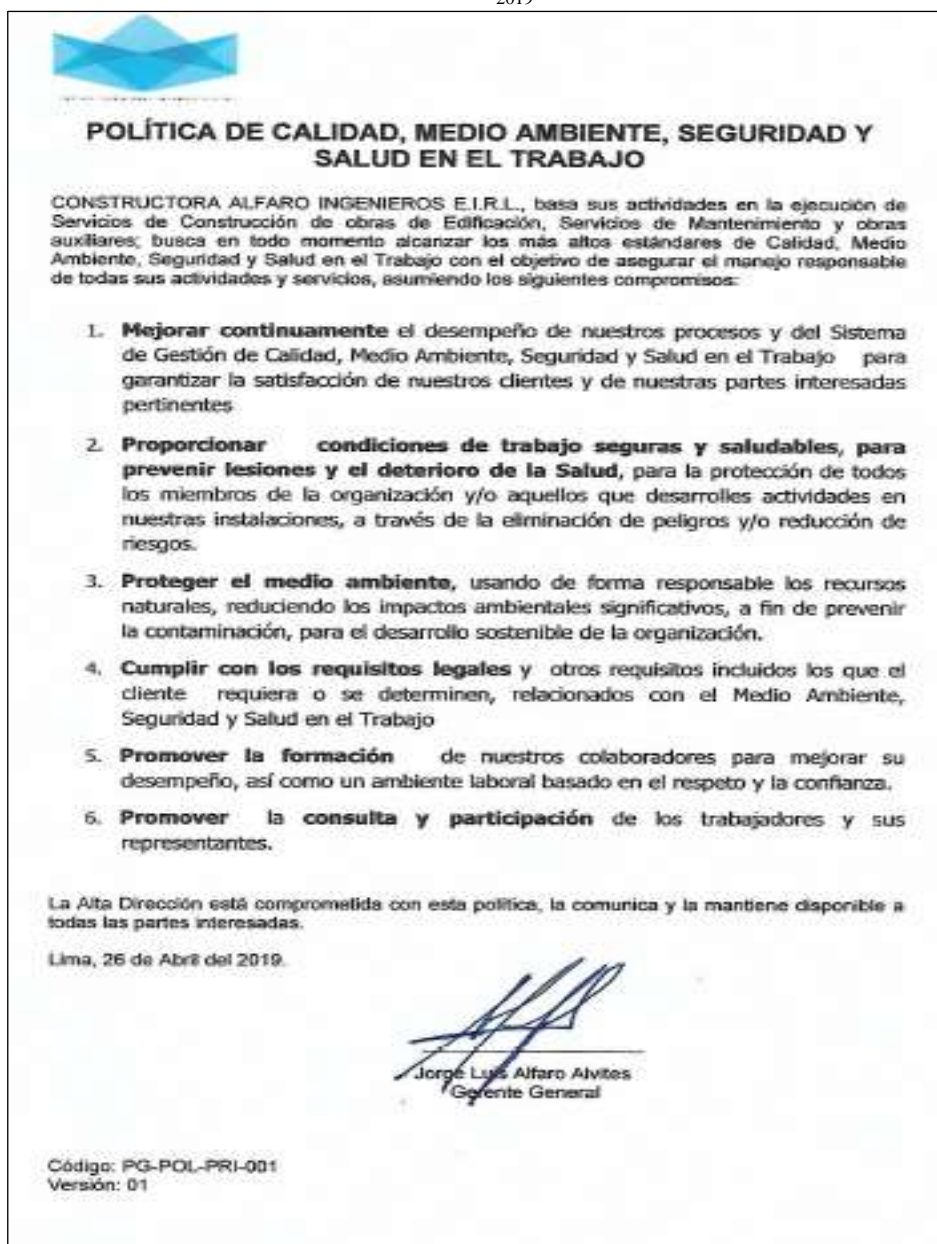 2019
POLÍTICA DE CALIDAD, MEDIO AMBIENTE, SEGURIDAD Y
SALUD EN EL TRABAJO
CONSTRUCTORA ALFARO INGENIEROS E.I.R.L., basa sus actividades en la ejecución de
Servicios de Construcción de obras de Edificación, Servicios de Mantenimiento y obras
auxiliares; busca en todo momento alcanzar los más altos estándares de Calidad, Medio
Ambiente, Seguridad y Salud en el Trabajo con el objetivo de asegurar el manejo responsable
de todas sus actividades y servicios, asumiendo los siguientes compromisos:
1. Mejorar continuamente el desempeño de nuestros procesos y del Sistema
de Gestión de Calidad, Medio Ambiente, Seguridad y Salud en el Trabajo para
garantizar la satisfacción de nuestros clientes y de nuestras partes interesadas
pertinentes
2. Proporcionar condiciones de trabajo seguras y saludables, para
prevenir lesiones y el deterioro de la Salud, para la protección de todos
los miembros de la organización y/o aquellos que desarrolles actividades en
nuestras instalaciones, a través de la eliminación de peligros y/o reducción de
riesgos.
3. Proteger el medio ambiente, usando de forma responsable los recursos
naturales, reduciendo los impactos ambientales significativos, a fin de prevenir
la contaminación, para el desarrollo sostenible de la organización.
4. Cumplir con los requisitos legales y otros requisitos incluidos los que el
cliente requiera o se determinen, relacionados con el Medio Ambiente,
Seguridad y Salud en el Trabajo
5. Promover la formación de nuestros colaboradores para mejorar su
desempeño, así como un ambiente laboral basado en el respeto y la confianza.
6. Promover la consulta y participación de los trabajadores y sus
representantes.
La Alta Dirección está comprometida con esta política, la comunica y la mantiene disponible a
todas las partes interesadas.
Lima, 26 de Abril del 2019.
Jorge Luis Alfaro Alvites
Gerente General
Código: PG-POL-PRI-001
Versión: 01